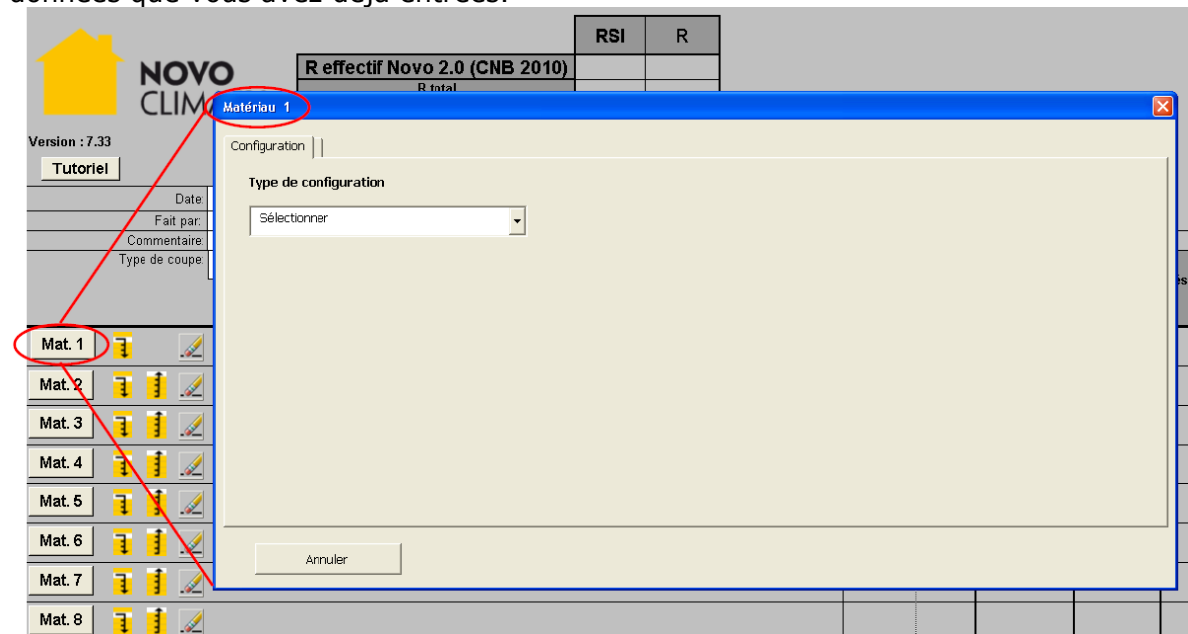 données que vous avez déjà entrées.
RSI R
NOVO
R effectif Novo 2.0 (CNB 2010)
CLIM
R total
Matériau 1
Version : 7.33
Configuration
Tutoriel
Type de configuration
Date:
Sélectionner
Fait par:
Commentaire:
Type de coupe:
Mat. 1
Mat. 2
Mat. 3
Mat. 4
Mat. 5
Mat. 6
Annuler
Mat. 7
Mat. 8